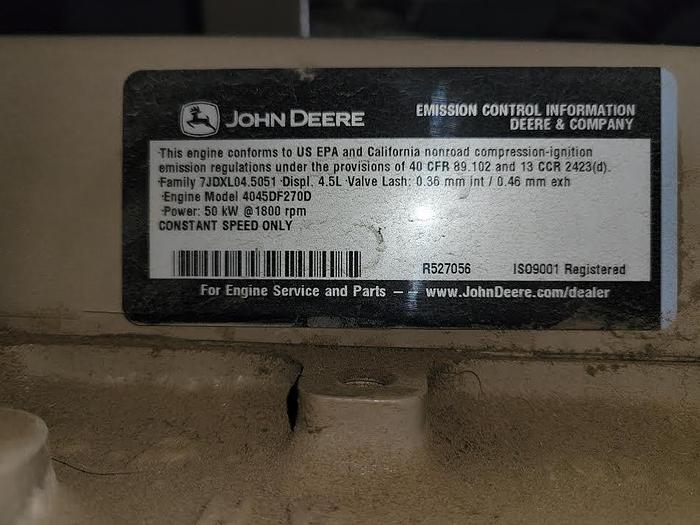 JOHN DEERE
EMISSION CONTROL INFORMATION
DEERE & COMPANY
This engine conforms to US EPA and California nonroad compression-ignition
emission regulations under the provisions of 40 CFR 89.102 and 13 CCR 2423(d).
Family 7JDXL04.5051 Displ. 4.5L Valve Lash: 0.36 mm int / 0.46 mm exh
Engine Model 4045DF270D
Power: 50 kW @1800 rpm
CONSTANT SPEED ONLY
R527056 ISO9001 Registered
For Engine Service and Parts – – www.JohnDeere.com/dealer